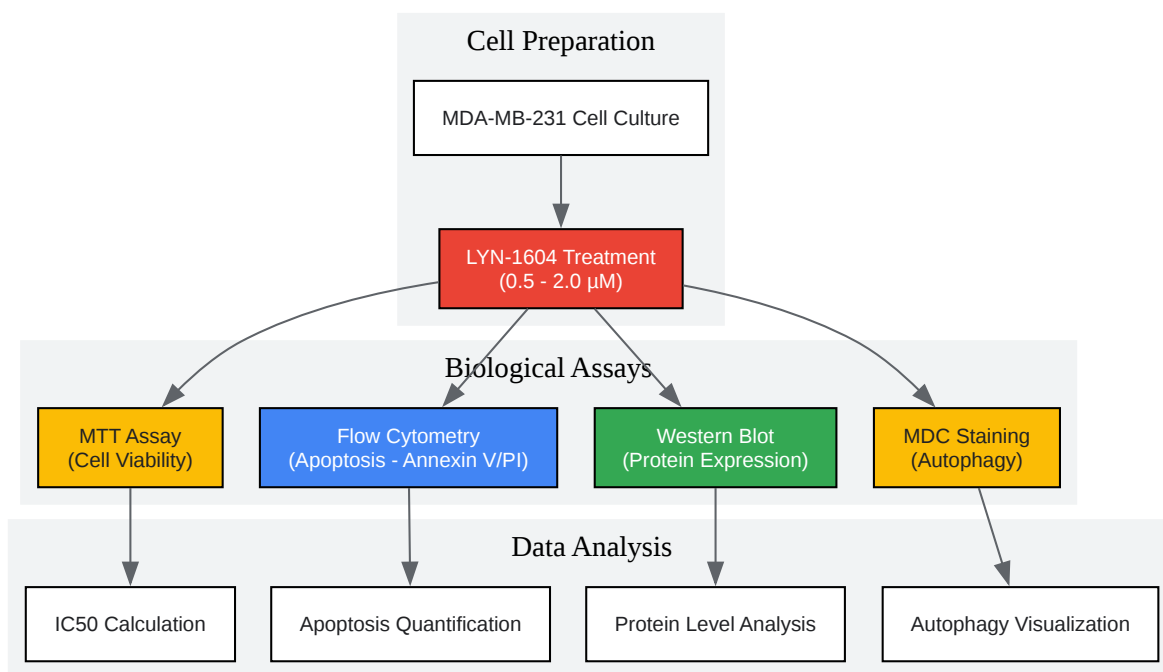 Cell Preparation
MDA-MB-231 Cell Culture
LYN-1604 Treatment
(0.5 - 2.0 µM)
Biological Assays
MTT Assay
(Cell Viability)
Flow Cytometry
(Apoptosis - Annexin V/PI)
Western Blot
(Protein Expression)
MDC Staining
(Autophagy)
Data Analysis
IC50 Calculation
Apoptosis Quantification
Protein Level Analysis
Autophagy Visualization